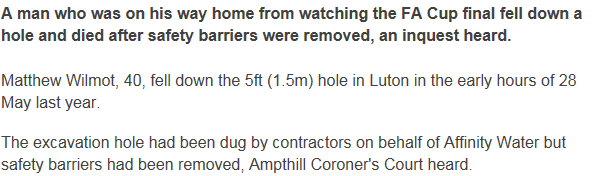 A man who was on his way home from watching the FA Cup final fell down a
hole and died after safety barriers were removed, an inquest heard.
Matthew Wilmot, 40, fell down the 5ft (1.5m) hole in Luton in the early hours of 28
May last year.
The excavation hole had been dug by contractors on behalf of Affinity Water but
safety barriers had been removed, Ampthill Coroner's Court heard.